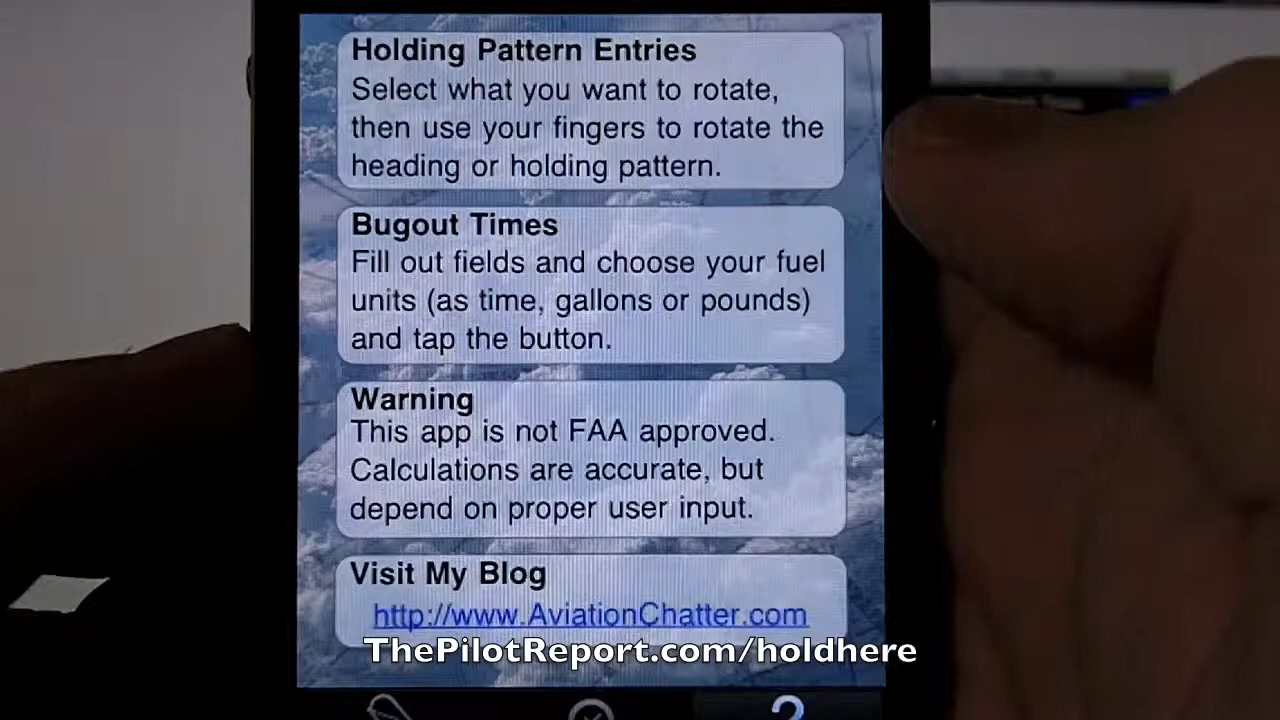 Holding Pattern Entries
Select what you want to rotate,
then use your fingers to rotate the
heading or holding pattern.
Bugout Times
Fill out fields and choose your fuel
units (as time, gallons or pounds)
and tap the button.
Warning
This app is not FAA approved.
Calculations are accurate, but
depend on proper user input.
Visit My Blog
http://www.AviationChatter.com
ThePilotReport.com/holdhere
?